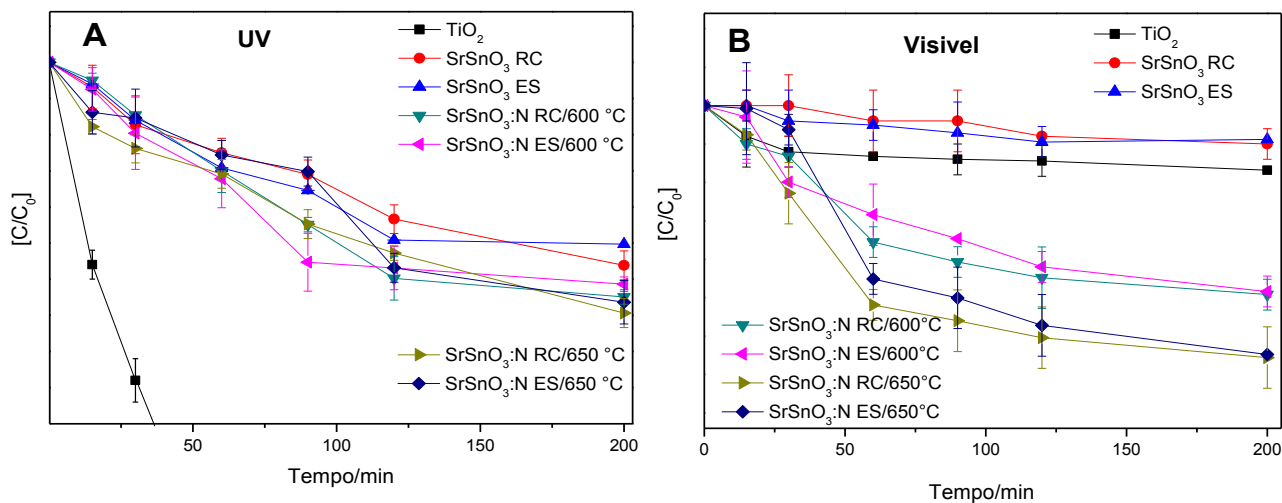 A
UV
TiO₂
SrSnO₃ RC
SrSnO₃ ES
SrSnO₃:N RC/600 °C
SrSnO₃:N ES/600 °C
SrSnO₃:N RC/650 °C
SrSnO₃:N ES/650 °C
[C/C₀]
50 100 150 200
Tempo/min
B
Visivel
TiO₂
SrSnO₃ RC
SrSnO₃ ES
SrSnO₃:N RC/600°C
SrSnO₃:N ES/600°C
SrSnO₃:N RC/650°C
SrSnO₃:N ES/650°C
[C/C₀]
0 50 100 150 200
Tempo/min